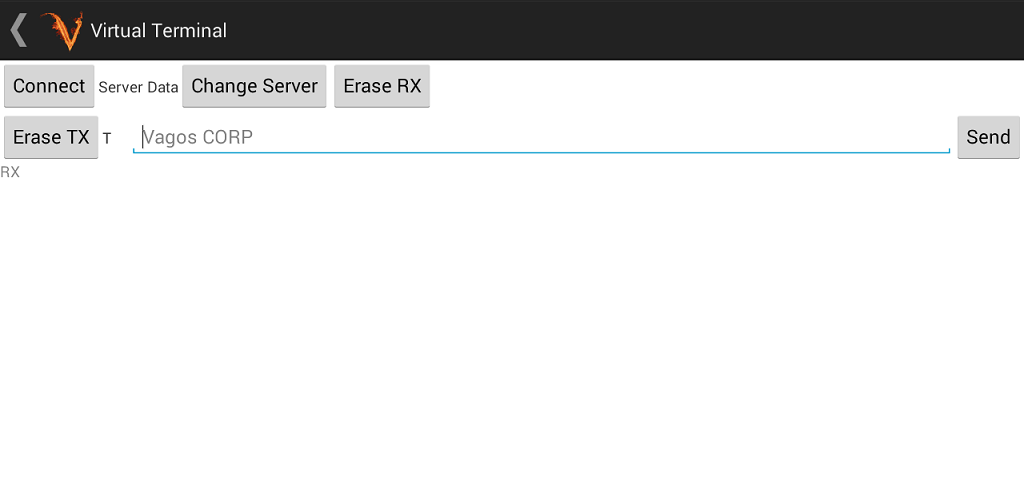 Virtual Terminal
Connect Server Data Change Server Erase RX
Erase TX T Vagos CORP Send
RX